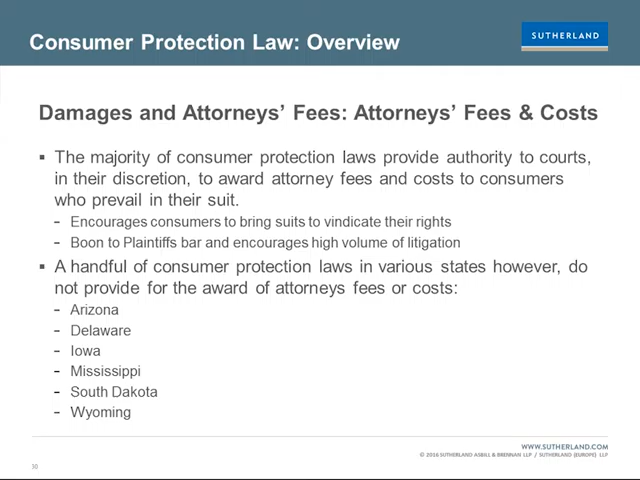 Consumer Protection Law: Overview
SUTHERLAND
Damages and Attorneys' Fees: Attorneys' Fees & Costs
▪ The majority of consumer protection laws provide authority to courts,
in their discretion, to award attorney fees and costs to consumers
who prevail in their suit.
- Encourages consumers to bring suits to vindicate their rights
- Boon to Plaintiffs bar and encourages high volume of litigation
▪ A handful of consumer protection laws in various states however, do
not provide for the award of attorneys fees or costs:
- Arizona
- Delaware
- Iowa
- Mississippi
- South Dakota
- Wyoming
WWW.SUTHERLAND.COM
© 2016 SUTHERLAND ASBILL & BRENNAN LLP / SUTHERLAND (EUROPE) LLP
30